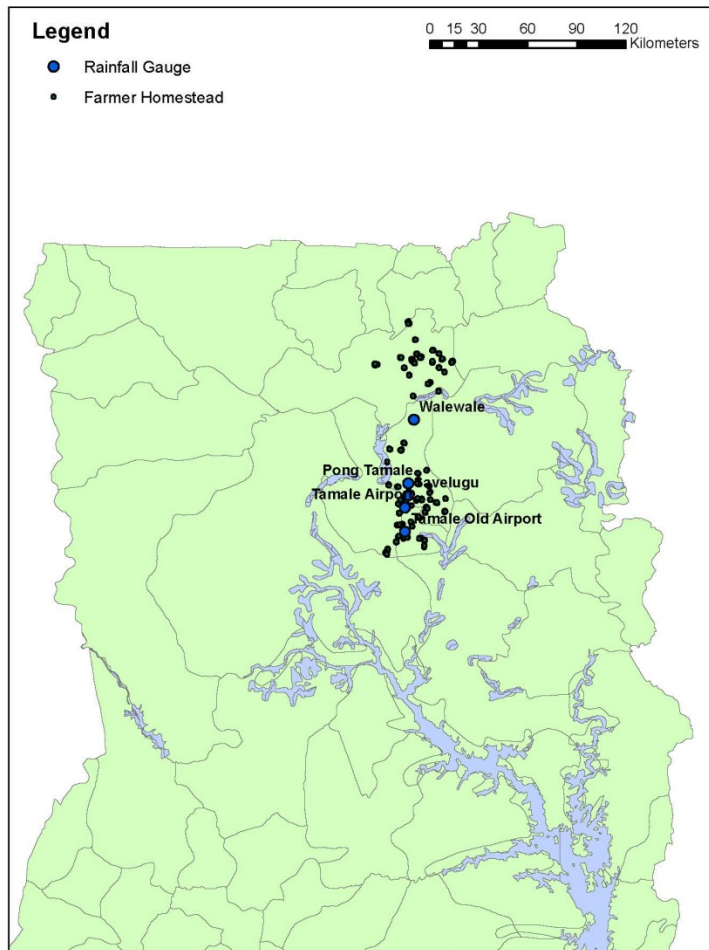 Legend
0 15 30 60 90 120
Kilometers
Rainfall Gauge
Farmer Homestead
Walewale
Pong Tamale
Savelugu
Tamale Airport
Tamale Old Airport